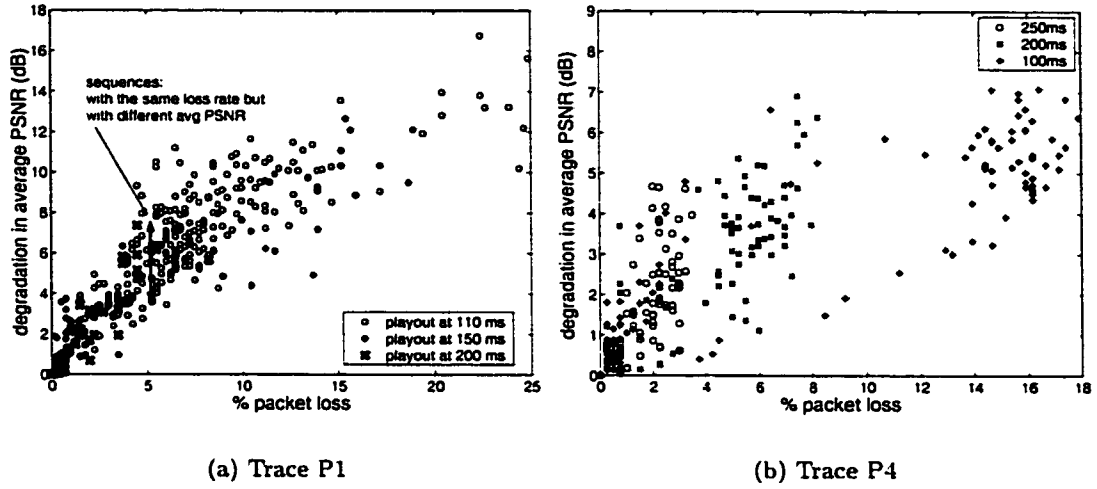 degradation in average PSNR (dB)
18
16
14
12
10
8
6
4
2
0
sequences:
with the same loss rate but
with different avg PSNR
playout at 110 ms
playout at 150 ms
playout at 200 ms
0
5
10
15
20
25
% packet loss
(a) Trace P1
degradation in average PSNR (dB)
9
8
7
6
5
4
3
2
1
0
250ms
200ms
100ms
0
2
4
6
8
10
12
14
16
18
% packet loss
(b) Trace P4